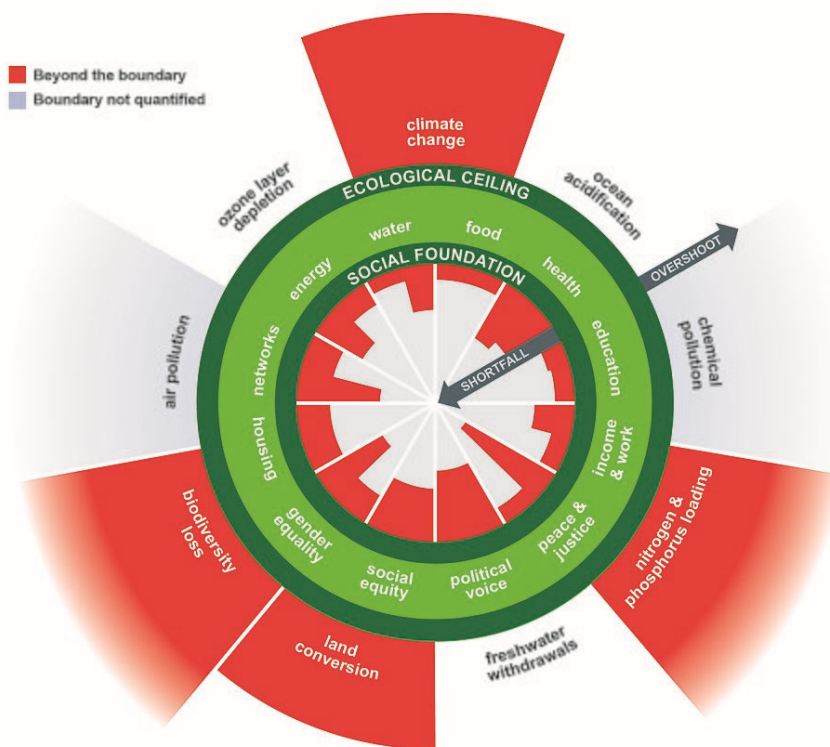 Beyond the boundary
Boundary not quantified
climate
change
ozone layer
depletion
ocean
acidification
ECOLOGICAL CEILING
OVERSHOOT
water
food
energy
health
SOCIAL FOUNDATION
SHORTFALL
networks
education
air pollution
chemical
pollution
housing
income
& work
gender
equality
peace &
justice
social
equity
political
voice
biodiversity
loss
nitrogen &
phosphorus loading
land
conversion
freshwater
withdrawals